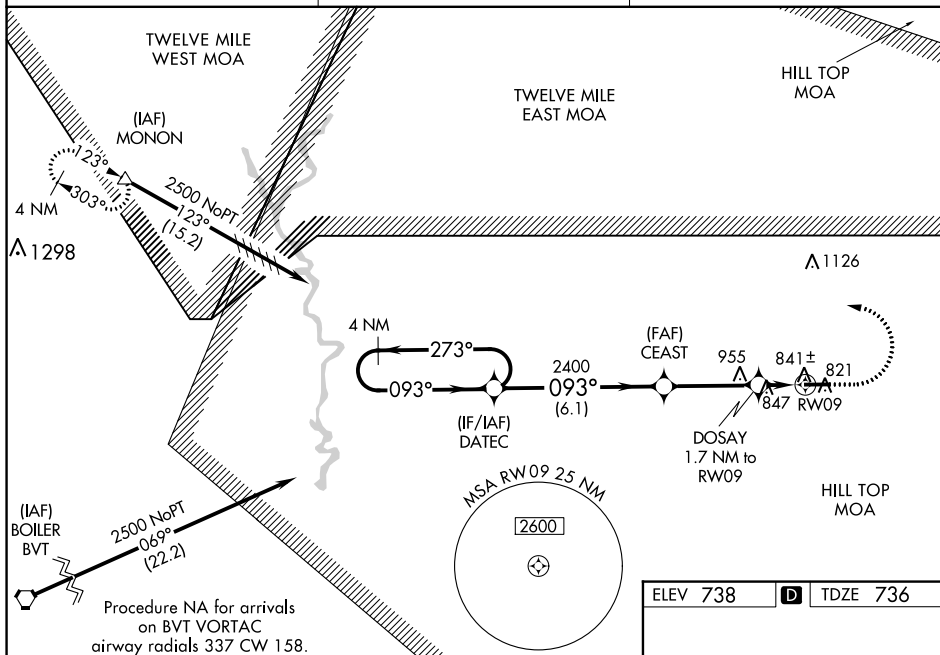 TWELVE MILE
WEST MOA
HILL TOP
MOA
TWELVE MILE
EAST MOA
(IAF)
MONON
123°
303°
4 NM
2500 NoPT
123°
(15.2)
1298
1126
4 NM
273°
093°
(IF/IAF)
DATEC
2400
093°
(6.1)
(FAF)
CEAST
955
841±
821
847
RW09
DOSAY
1.7 NM to
RW09
HILL TOP
MOA
MSA RW09 25 NM
2600
(IAF)
BOILER
BVT
2500 NoPT
069°
(22.2)
Procedure NA for arrivals
on BVT VORTAC
airway radials 337 CW 158.
ELEV 738 D TDZE 736